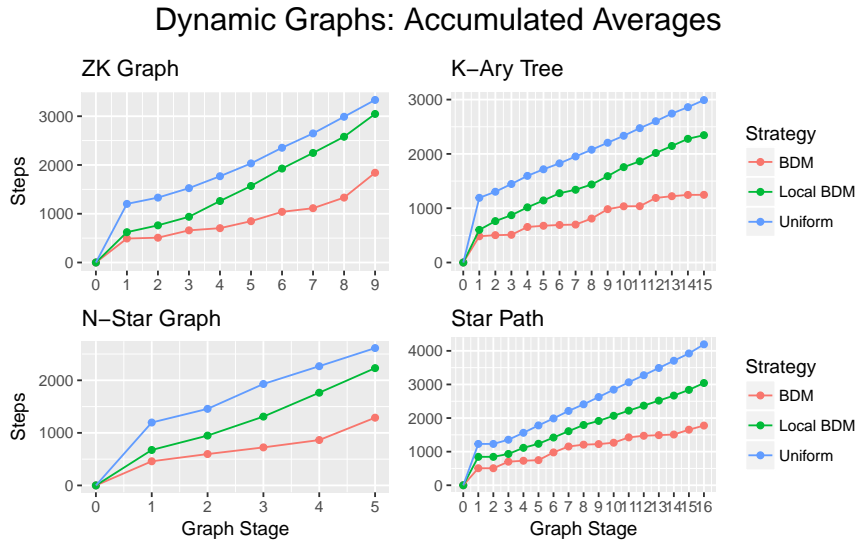 Dynamic Graphs: Accumulated Averages
ZK Graph
K−Ary Tree
Steps
3000
2000
1000
0
0 1 2 3 4 5 6 7 8 9
3000
2000
1000
0
0 1 2 3 4 5 6 7 8 9 10 11 12 13 14 15
Strategy
BDM
Local BDM
Uniform
N−Star Graph
Star Path
Steps
2000
1000
0
0 1 2 3 4 5
Graph Stage
4000
3000
2000
1000
0
0 1 2 3 4 5 6 7 8 9 10 11 12 13 14 15 16
Graph Stage
Strategy
BDM
Local BDM
Uniform